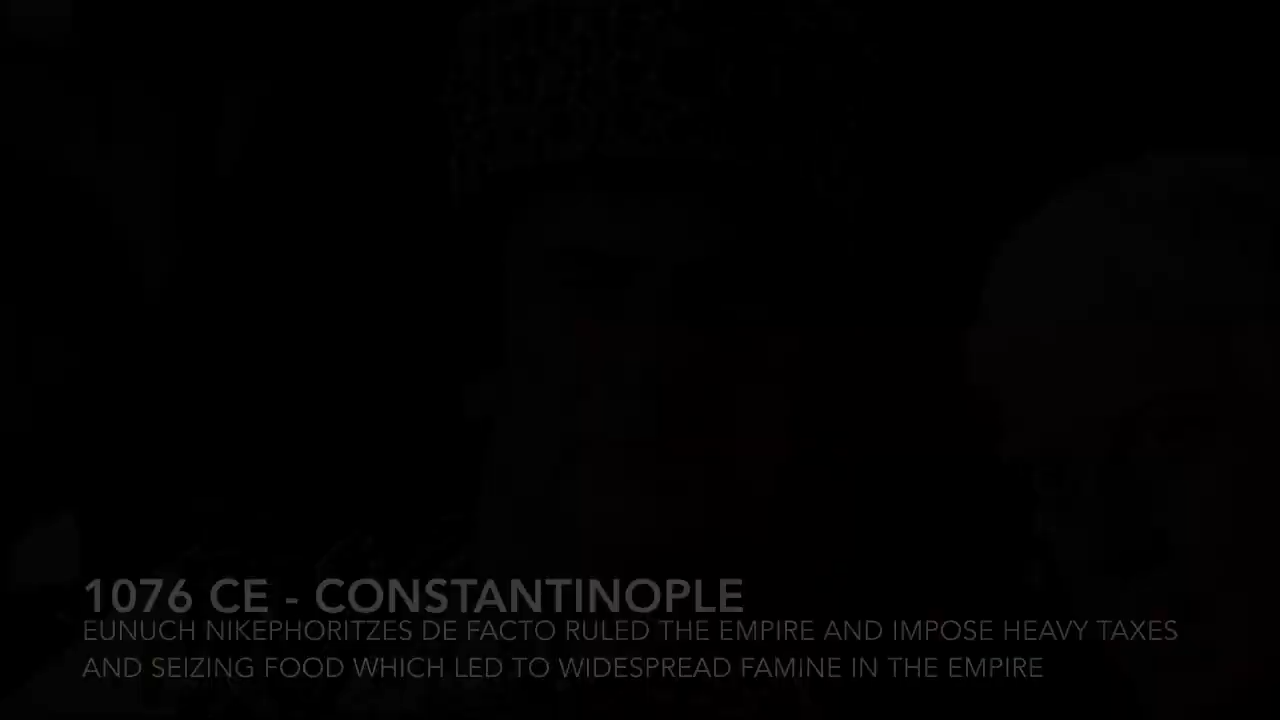 1076 CE - CONSTANTINOPLE
EUNUCH NIKEPHORITZES DE FACTO RULED THE EMPIRE AND IMPOSE HEAVY TAXES
AND SEIZING FOOD WHICH LED TO WIDESPREAD FAMINE IN THE EMPIRE